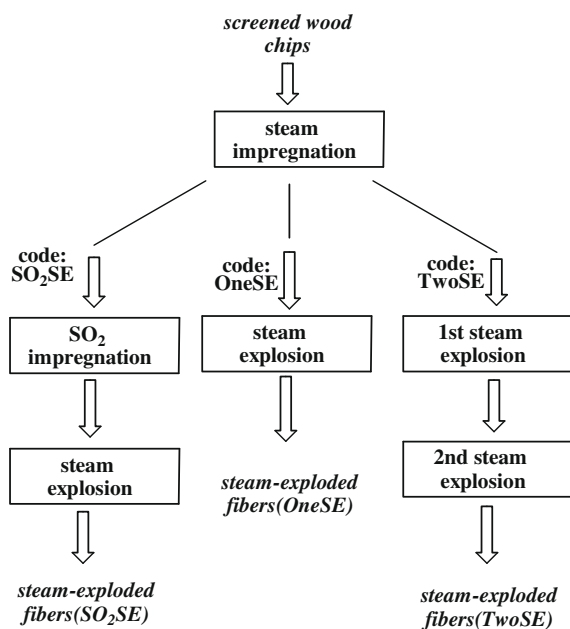 screened wood
chips
steam
impregnation
code:
SO₂SE
code:
OneSE
code:
TwoSE
SO₂
impregnation
steam
explosion
1st steam
explosion
steam
explosion
steam-exploded
fibers(OneSE)
2nd steam
explosion
steam-exploded
fibers(SO₂SE)
steam-exploded
fibers(TwoSE)